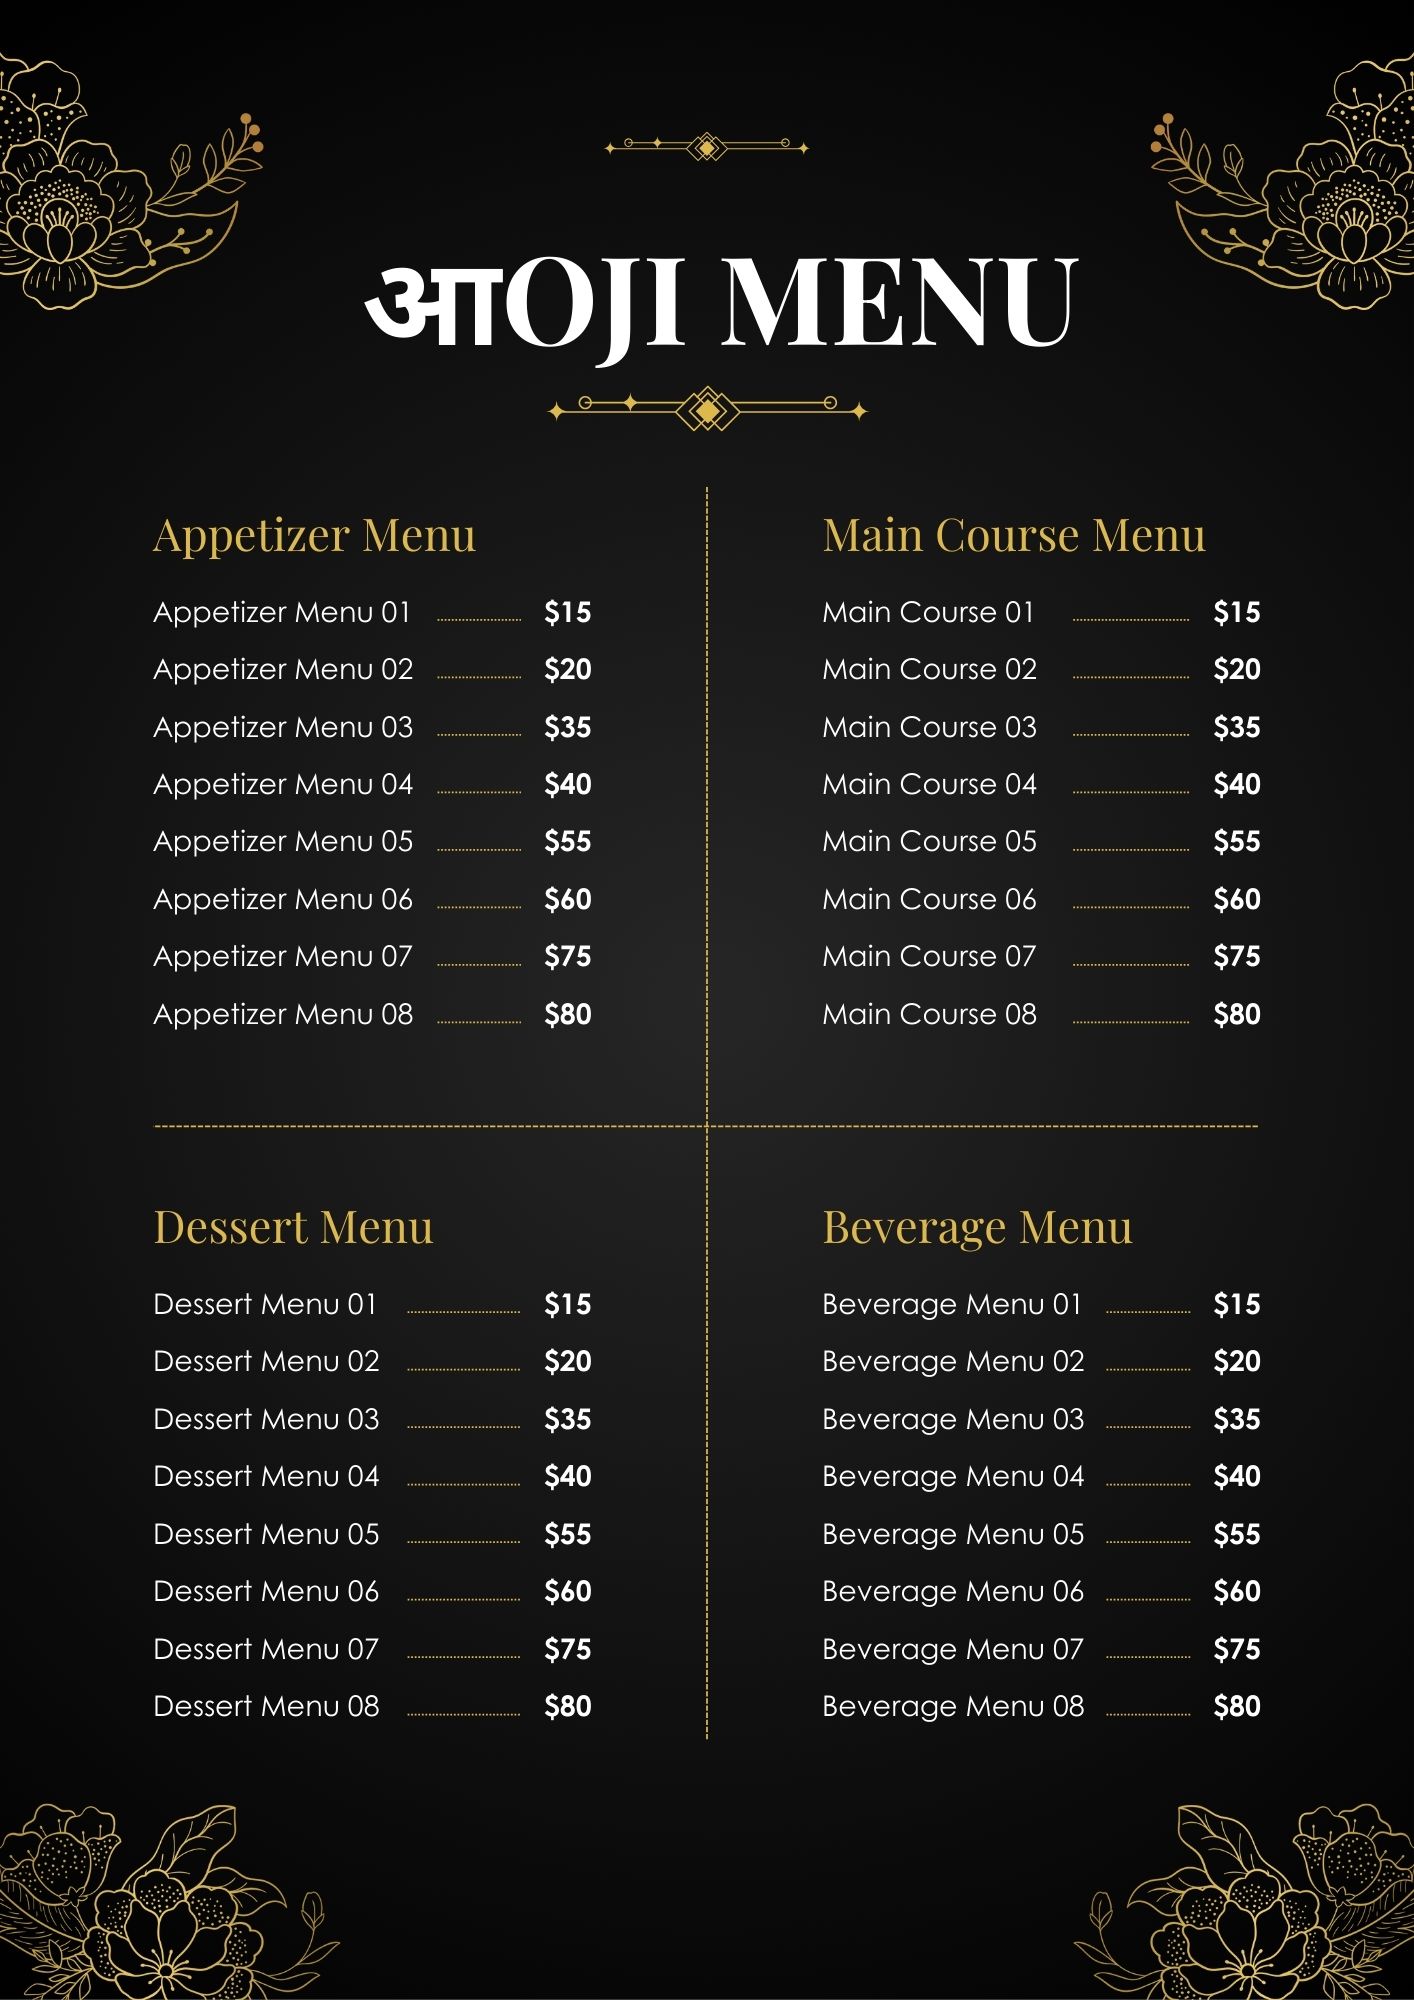 आOJI MENU
Appetizer Menu
Appetizer Menu 01 $15
Appetizer Menu 02 $20
Appetizer Menu 03 $35
Appetizer Menu 04 $40
Appetizer Menu 05 $55
Appetizer Menu 06 $60
Appetizer Menu 07 $75
Appetizer Menu 08 $80
Main Course Menu
Main Course 01 $15
Main Course 02 $20
Main Course 03 $35
Main Course 04 $40
Main Course 05 $55
Main Course 06 $60
Main Course 07 $75
Main Course 08 $80
Dessert Menu
Dessert Menu 01 $15
Dessert Menu 02 $20
Dessert Menu 03 $35
Dessert Menu 04 $40
Dessert Menu 05 $55
Dessert Menu 06 $60
Dessert Menu 07 $75
Dessert Menu 08 $80
Beverage Menu
Beverage Menu 01 $15
Beverage Menu 02 $20
Beverage Menu 03 $35
Beverage Menu 04 $40
Beverage Menu 05 $55
Beverage Menu 06 $60
Beverage Menu 07 $75
Beverage Menu 08 $80